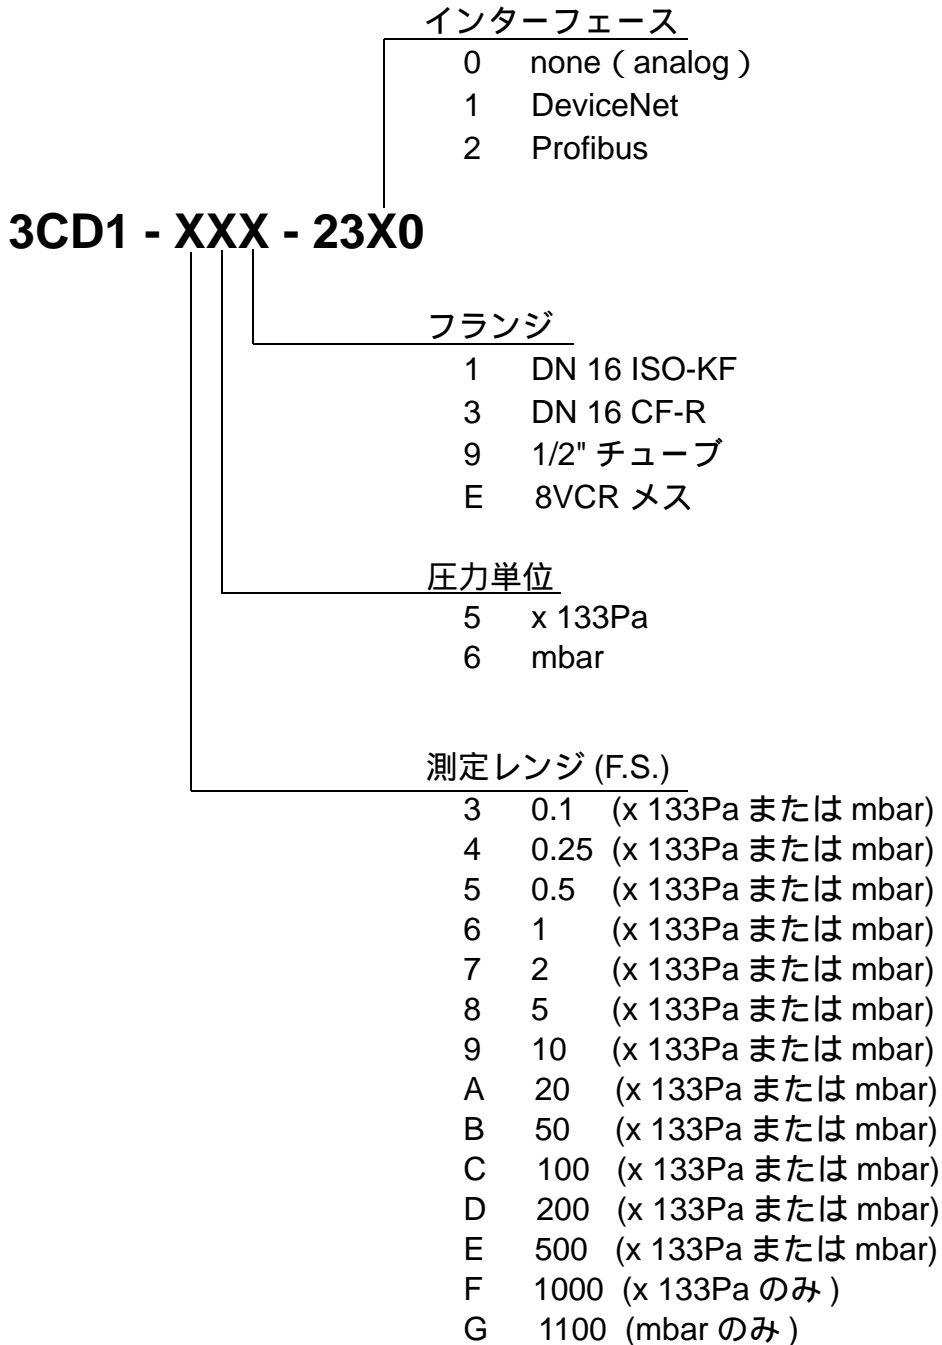 インターフェース
0 none ( analog )
1 DeviceNet
2 Profibus
3CD1 - XXX - 23X0
フランジ
1 DN 16 ISO-KF
3 DN 16 CF-R
9 1/2" チューブ
E 8VCR メス
圧力単位
5 x 133Pa
6 mbar
測定レンジ (F.S.)
3 0.1 (x 133Pa または mbar)
4 0.25 (x 133Pa または mbar)
5 0.5 (x 133Pa または mbar)
6 1 (x 133Pa または mbar)
7 2 (x 133Pa または mbar)
8 5 (x 133Pa または mbar)
9 10 (x 133Pa または mbar)
A 20 (x 133Pa または mbar)
B 50 (x 133Pa または mbar)
C 100 (x 133Pa または mbar)
D 200 (x 133Pa または mbar)
E 500 (x 133Pa または mbar)
F 1000 (x 133Pa のみ )
G 1100 (mbar のみ )